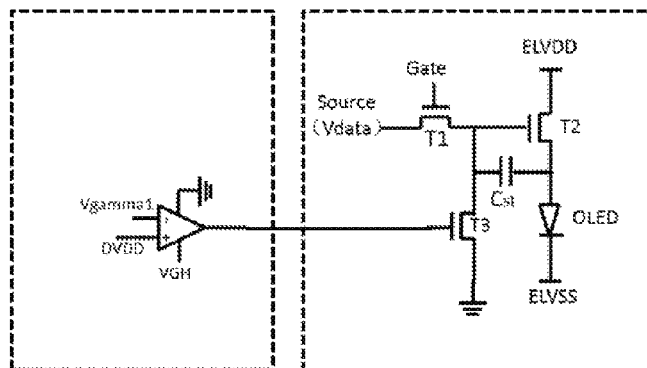 ELVDD
Gate
Source
(Vdata)
T1
T2
Cst
Vgamma1
-
T3
OLED
DVDD
+
VGH
ELVSS